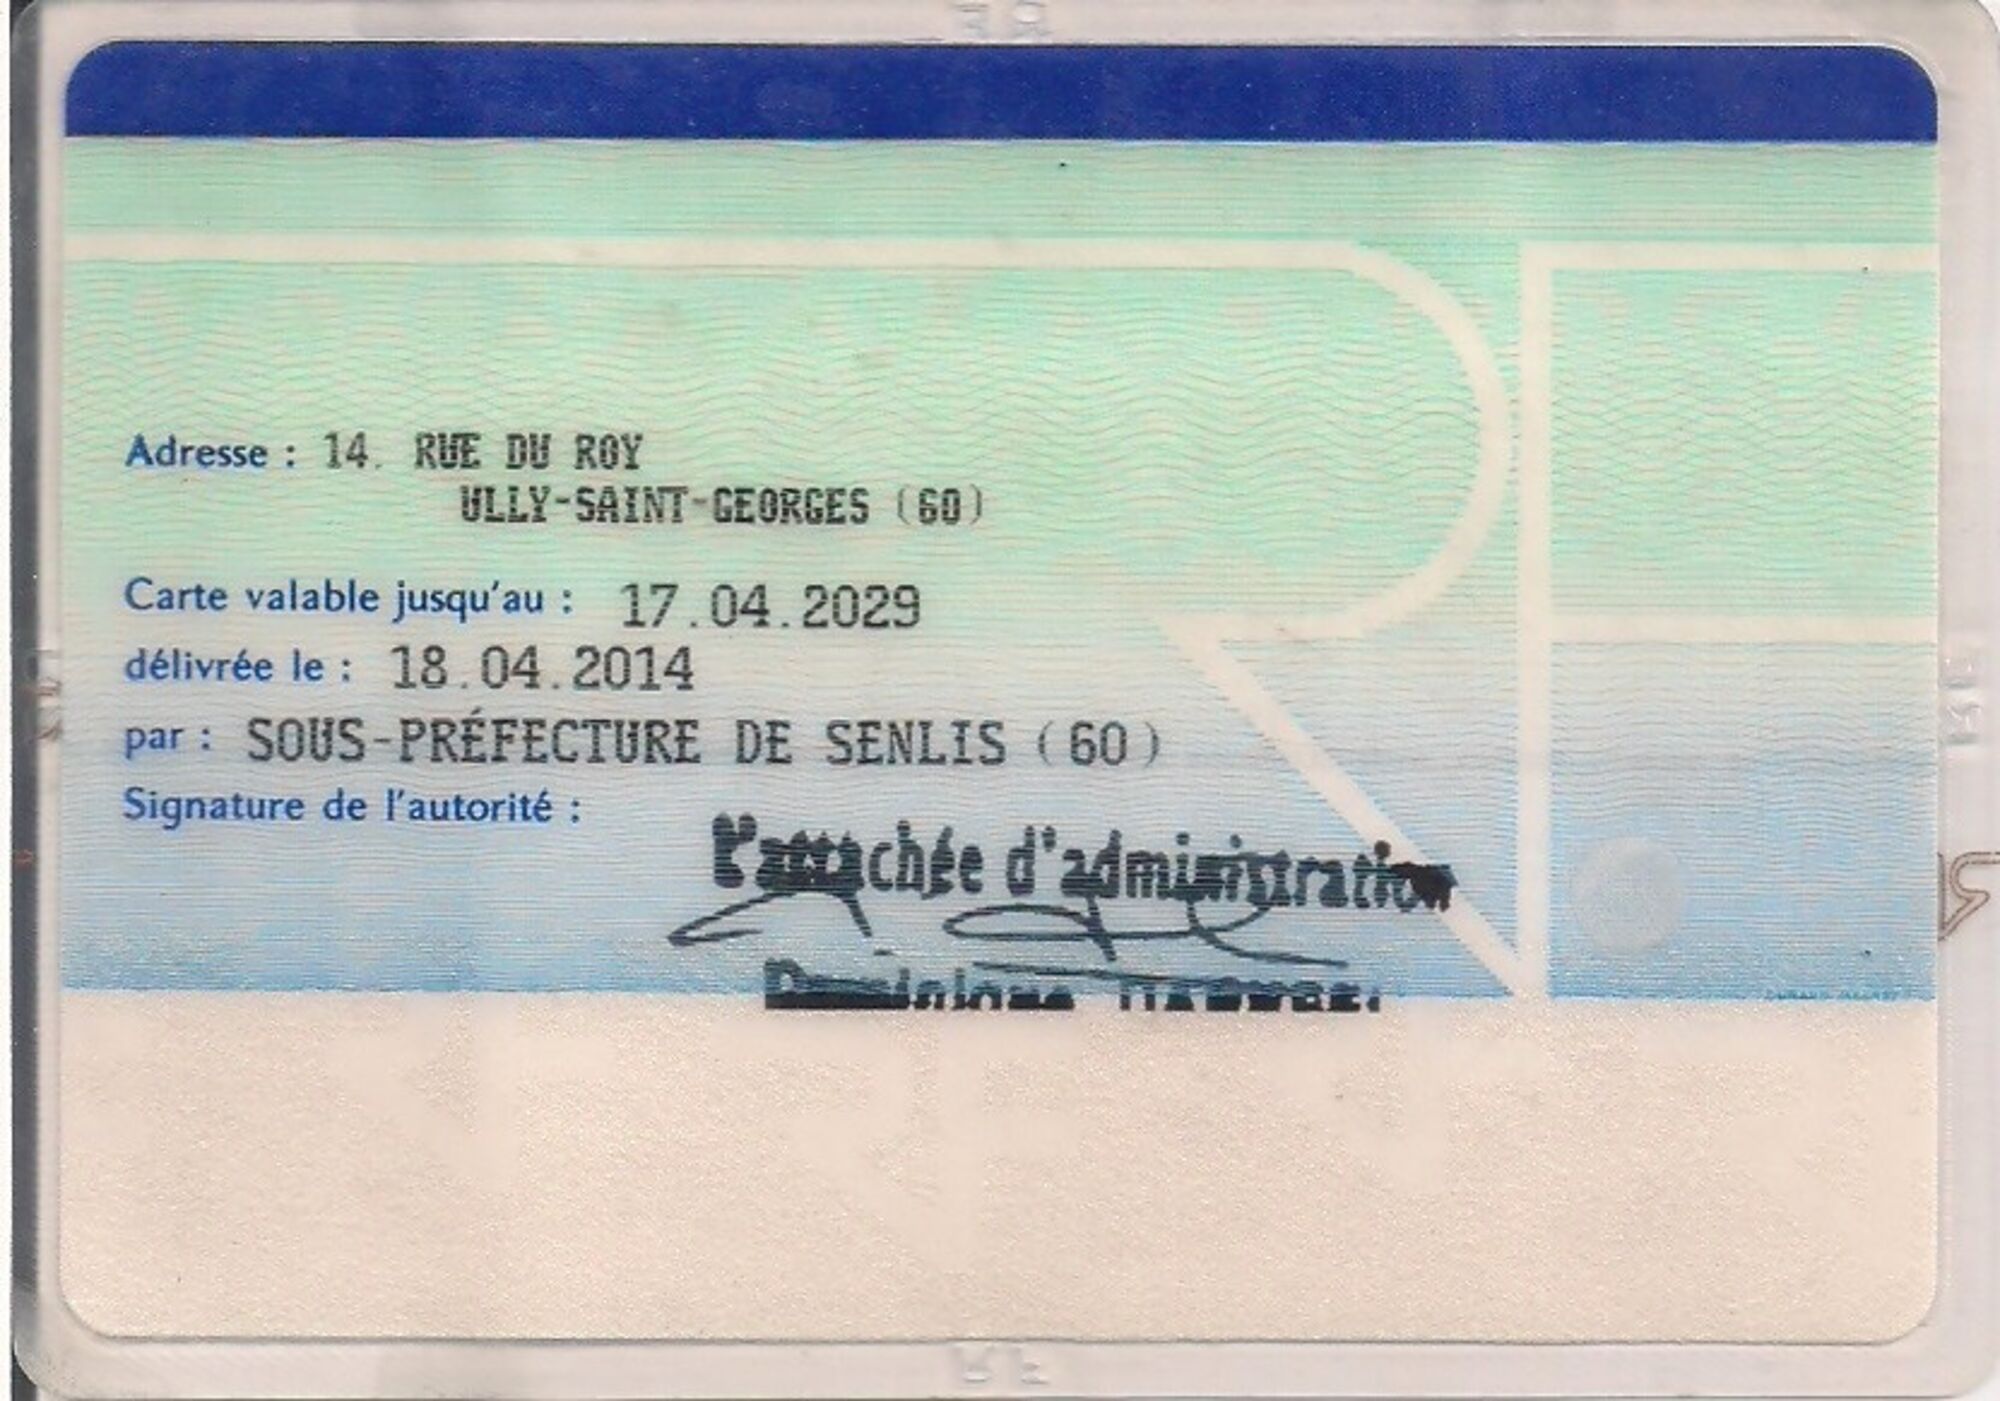 Adresse : 14. RUE DU ROY
ULLY-SAINT-GEORGES (60)
Carte valable jusqu'au : 17.04.2029
délivrée le : 18.04.2014
par : SOUS-PRÉFECTURE DE SENLIS (60)
Signature de l'autorité :
L'attachée d'administration
Dominique